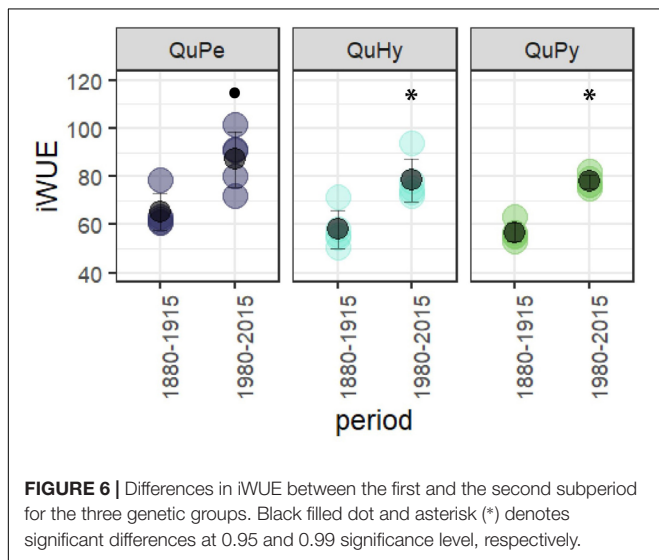 QuPe QuHy QuPy
120
100
80
60
40
iWUE
* *
1880-1915 1980-2015 1880-1915 1980-2015 1880-1915 1980-2015
period
FIGURE 6 | Differences in iWUE between the first and the second subperiod
for the three genetic groups. Black filled dot and asterisk (*) denotes
significant differences at 0.95 and 0.99 significance level, respectively.